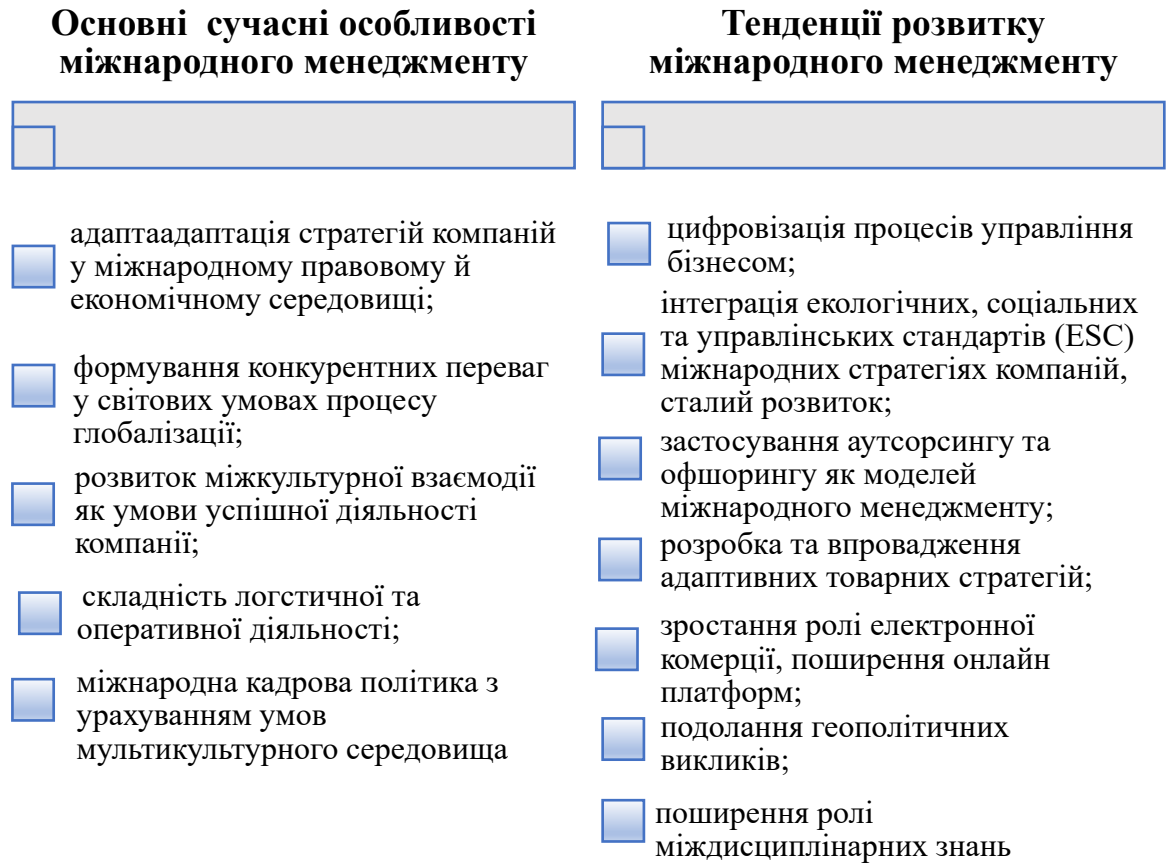 Основні сучасні особливості
міжнародного менеджменту
адаптаадаптація стратегій компаній
у міжнародному правовому й
економічному середовищі;
формування конкурентних переваг
у світових умовах процесу
глобалізації;
розвиток міжкультурної взаємодії
як умови успішної діяльності
компанії;
складність логстичної та
оперативної діяльності;
міжнародна кадрова політика з
урахуванням умов
мультикультурного середовища
Тенденції розвитку
міжнародного менеджменту
цифровізація процесів управління
бізнесом;
інтеграція екологічних, соціальних
та управлінських стандартів (ESC)
міжнародних стратегіях компаній,
сталий розвиток;
застосування аутсорсингу та
офшорингу як моделей
міжнародного менеджменту;
розробка та впровадження
адаптивних товарних стратегій;
зростання ролі електронної
комерції, поширення онлайн
платформ;
подолання геополітичних
викликів;
поширення ролі
міждисциплінарних знань